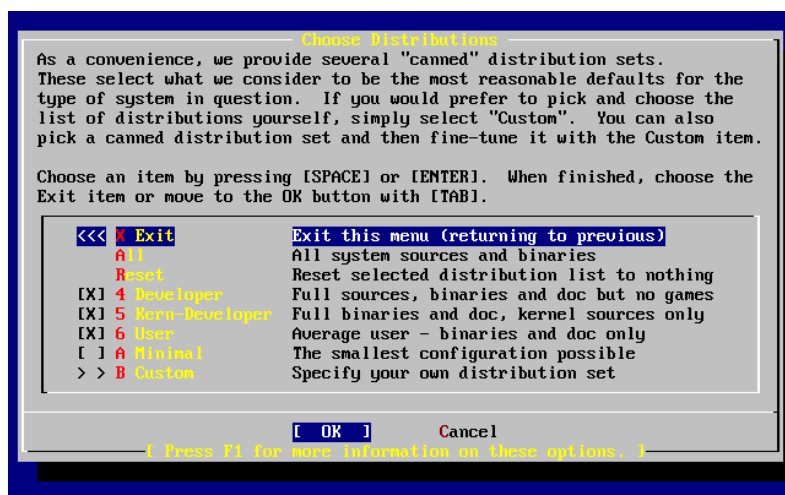 Choose Distributions
As a convenience, we provide several "canned" distribution sets.
These select what we consider to be the most reasonable defaults for the
type of system in question.  If you would prefer to pick and choose the
list of distributions yourself, simply select "Custom".  You can also
pick a canned distribution set and then fine-tune it with the Custom item.
Choose an item by pressing [SPACE] or [ENTER].  When finished, choose the
Exit item or move to the OK button with [TAB].
<<< X Exit Exit this menu (returning to previous)
All All system sources and binaries
Reset Reset selected distribution list to nothing
[X] 4 Developer Full sources, binaries and doc but no games
[X] 5 Kern-Developer Full binaries and doc, kernel sources only
[X] 6 User Average user - binaries and doc only
[ ] A Minimal The smallest configuration possible
> > B Custom Specify your own distribution set
[ OK ] Cancel
[ Press F1 for more information on these options. ]